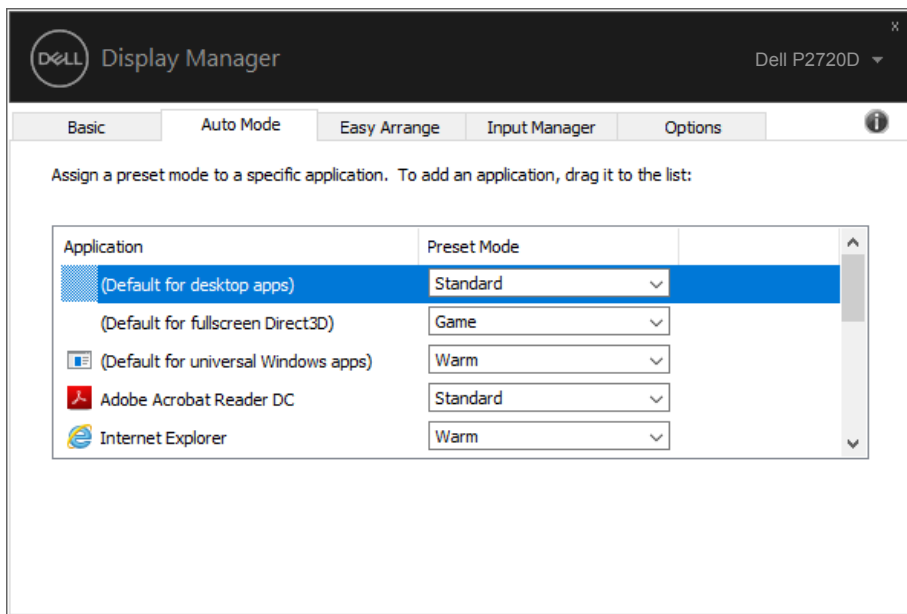 x
DELL Display Manager Dell P2720D
Basic Auto Mode Easy Arrange Input Manager Options
Assign a preset mode to a specific application. To add an application, drag it to the list:
Application Preset Mode
(Default for desktop apps) Standard
(Default for fullscreen Direct3D) Game
(Default for universal Windows apps) Warm
Adobe Acrobat Reader DC Standard
Internet Explorer Warm